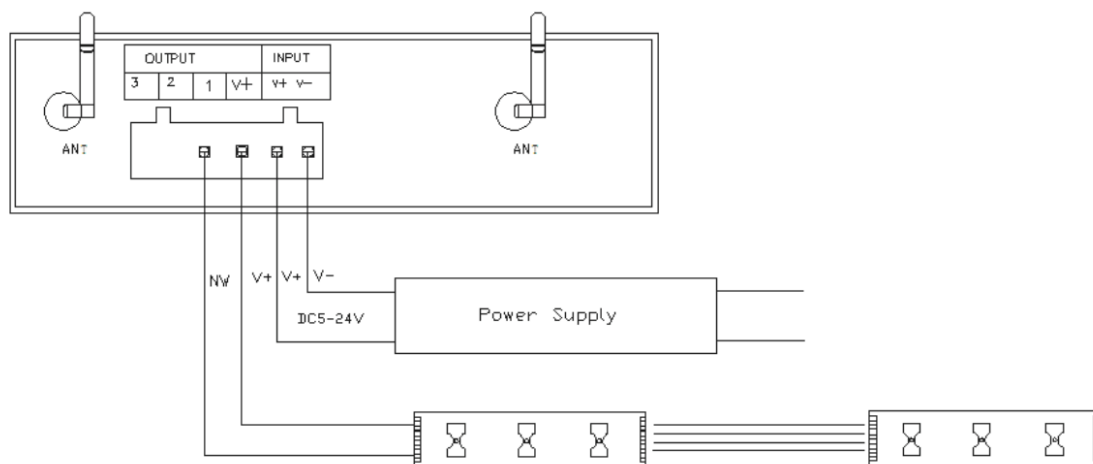 OUTPUT INPUT
3 2 1 V+ V+ V-
ANT
ANT
NW V+ V+ V-
DC5-24V
Power Supply